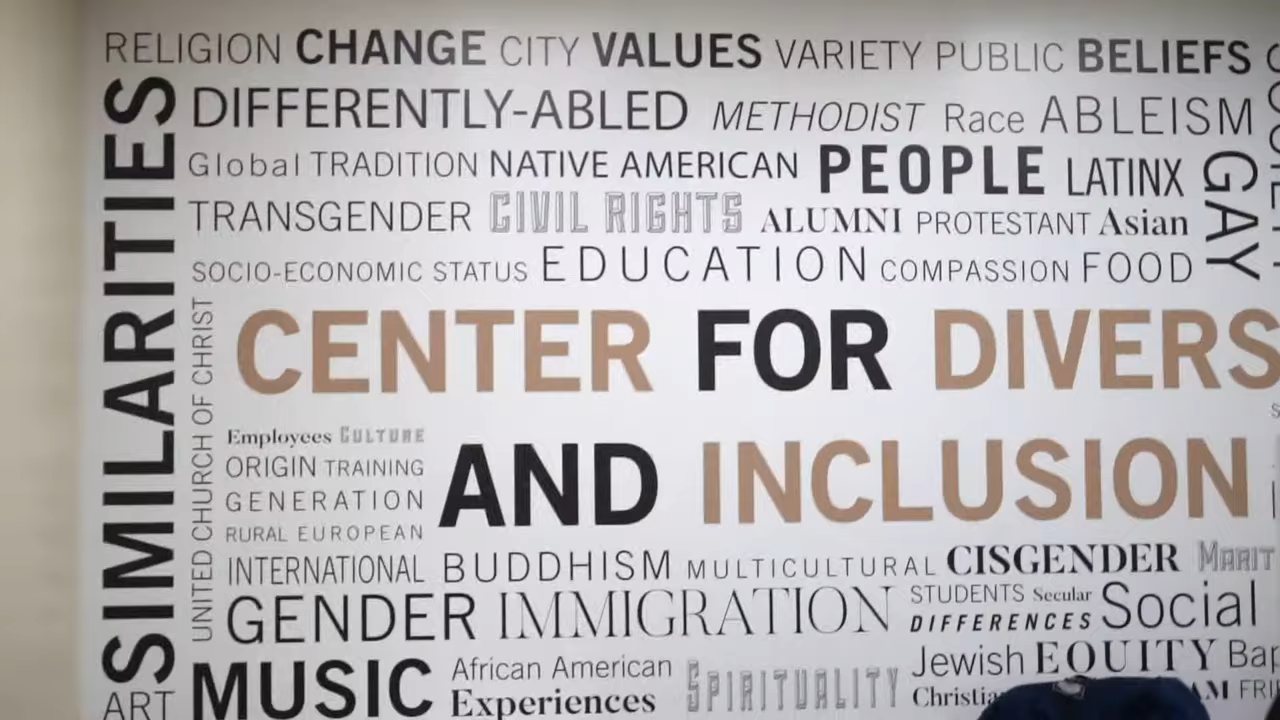 RELIGION CHANGE CITY VALUES VARIETY PUBLIC BELIEFS
SIMILARITIES
DIFFERENTLY-ABLED METHODIST Race ABLEISM
Global TRADITION NATIVE AMERICAN PEOPLE LATINX
GAY
TRANSGENDER CIVIL RIGHTS ALUMNI PROTESTANT Asian
SOCIO-ECONOMIC STATUS EDUCATION COMPASSION FOOD
UNITED CHURCH OF CHRIST
CENTER FOR DIVERS
Employees CULTURE
ORIGIN TRAINING
GENERATION
RURAL EUROPEAN
AND INCLUSION
INTERNATIONAL BUDDHISM MULTICULTURAL CISGENDER MARIT
GENDER IMMIGRATION
STUDENTS Secular
DIFFERENCES
Social
MUSIC
African American
Experiences
SPIRITUALITY
Jewish EQUITY Bap
Christia
ART